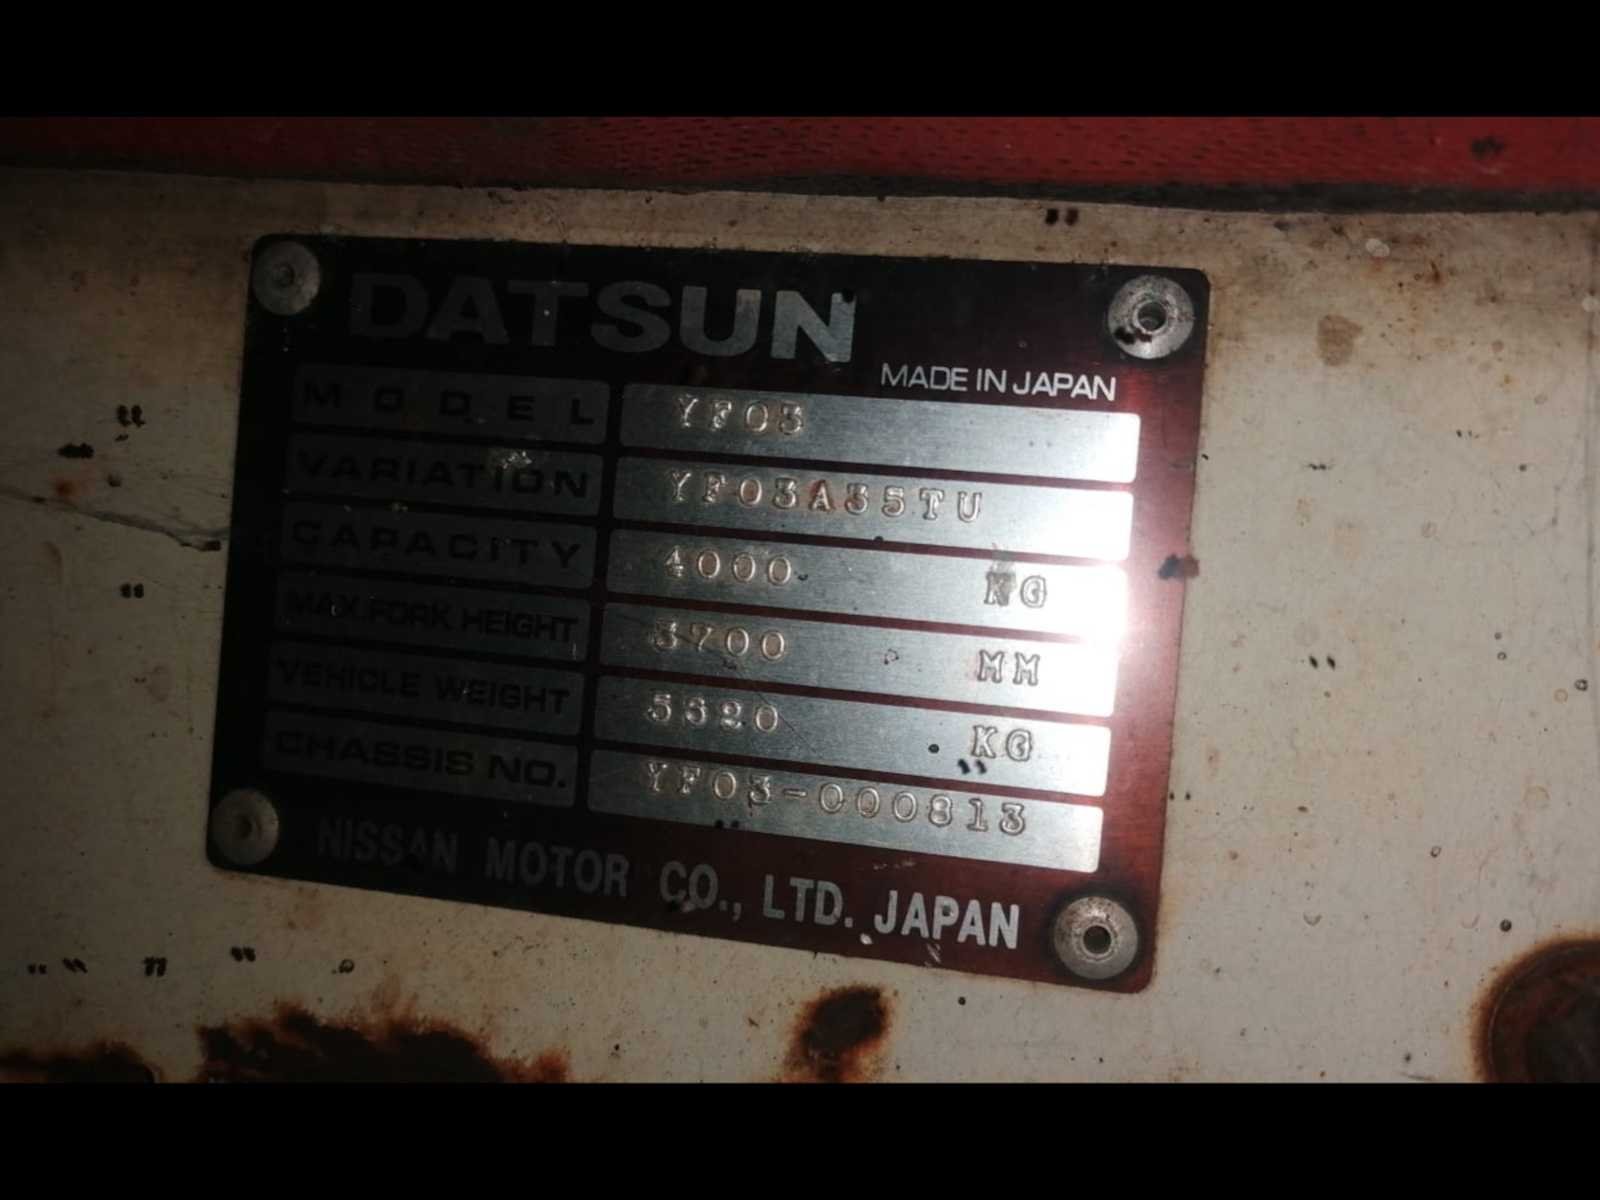 DATSUN
MADE IN JAPAN
MODEL YF03
VARIATION YF03A35TU
CAPACITY 4000 KG
MAX.FORK HEIGHT 3700 MM
VEHICLE WEIGHT 5620 KG
CHASSIS NO. YF03-000813
NISSAN MOTOR CO., LTD. JAPAN